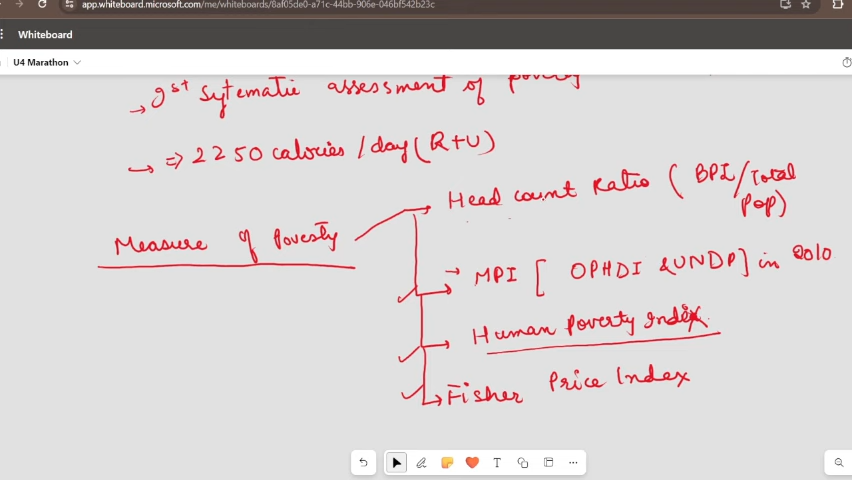 app.whiteboard.microsoft.com/me/whiteboards/8af05de0-a71c-44bb-906e-046bf542b23c
Whiteboard
U4 Marathon
→ Systematic assessment of poverty
→ ⇒ 2250 calories/day (R+U)
Head count Ratio (BPL/Total Pop)
Measure of Poverty
→ MPI [OPHDI & UNDP] in 2010
Human Poverty Index
Fisher Price Index
T